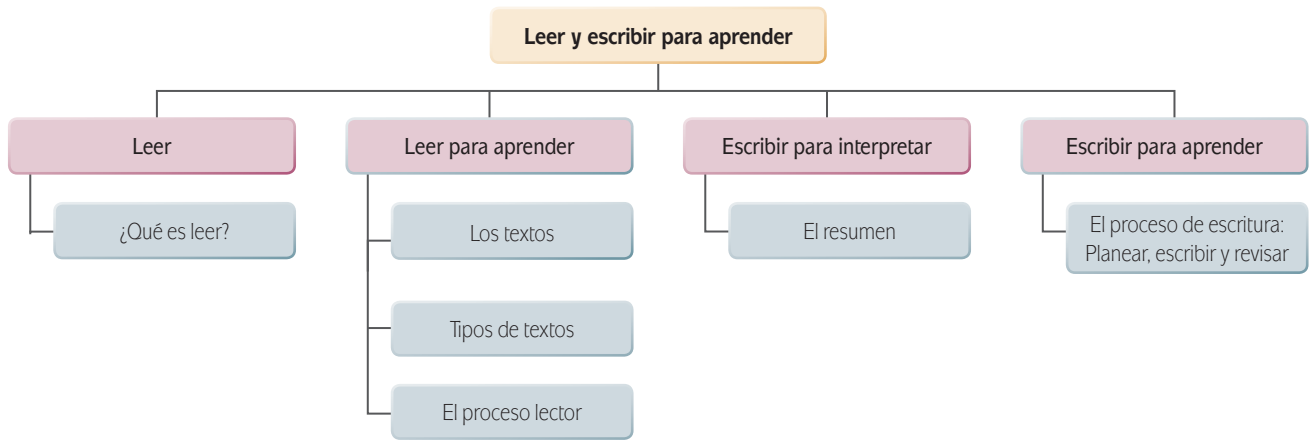 Leer y escribir para aprender
Leer
¿Qué es leer?
Leer para aprender
Los textos
Tipos de textos
El proceso lector
Escribir para interpretar
El resumen
Escribir para aprender
El proceso de escritura:
Planear, escribir y revisar